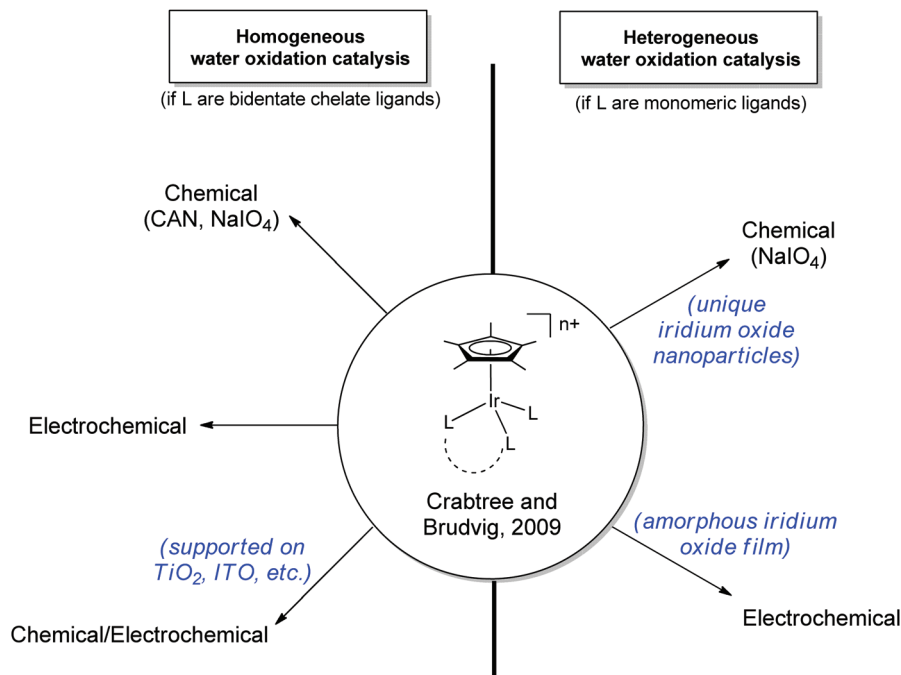 Homogeneous
water oxidation catalysis
(if L are bidentate chelate ligands)
Heterogeneous
water oxidation catalysis
(if L are monomeric ligands)
Chemical
(CAN, NaIO₄)
Chemical
(NaIO₄)
(unique
iridium oxide
nanoparticles)
n+
Ir
L
L
L
Electrochemical
Crabtree and
Brudvig, 2009
(supported on
TiO₂, ITO, etc.)
Chemical/Electrochemical
(amorphous iridium
oxide film)
Electrochemical